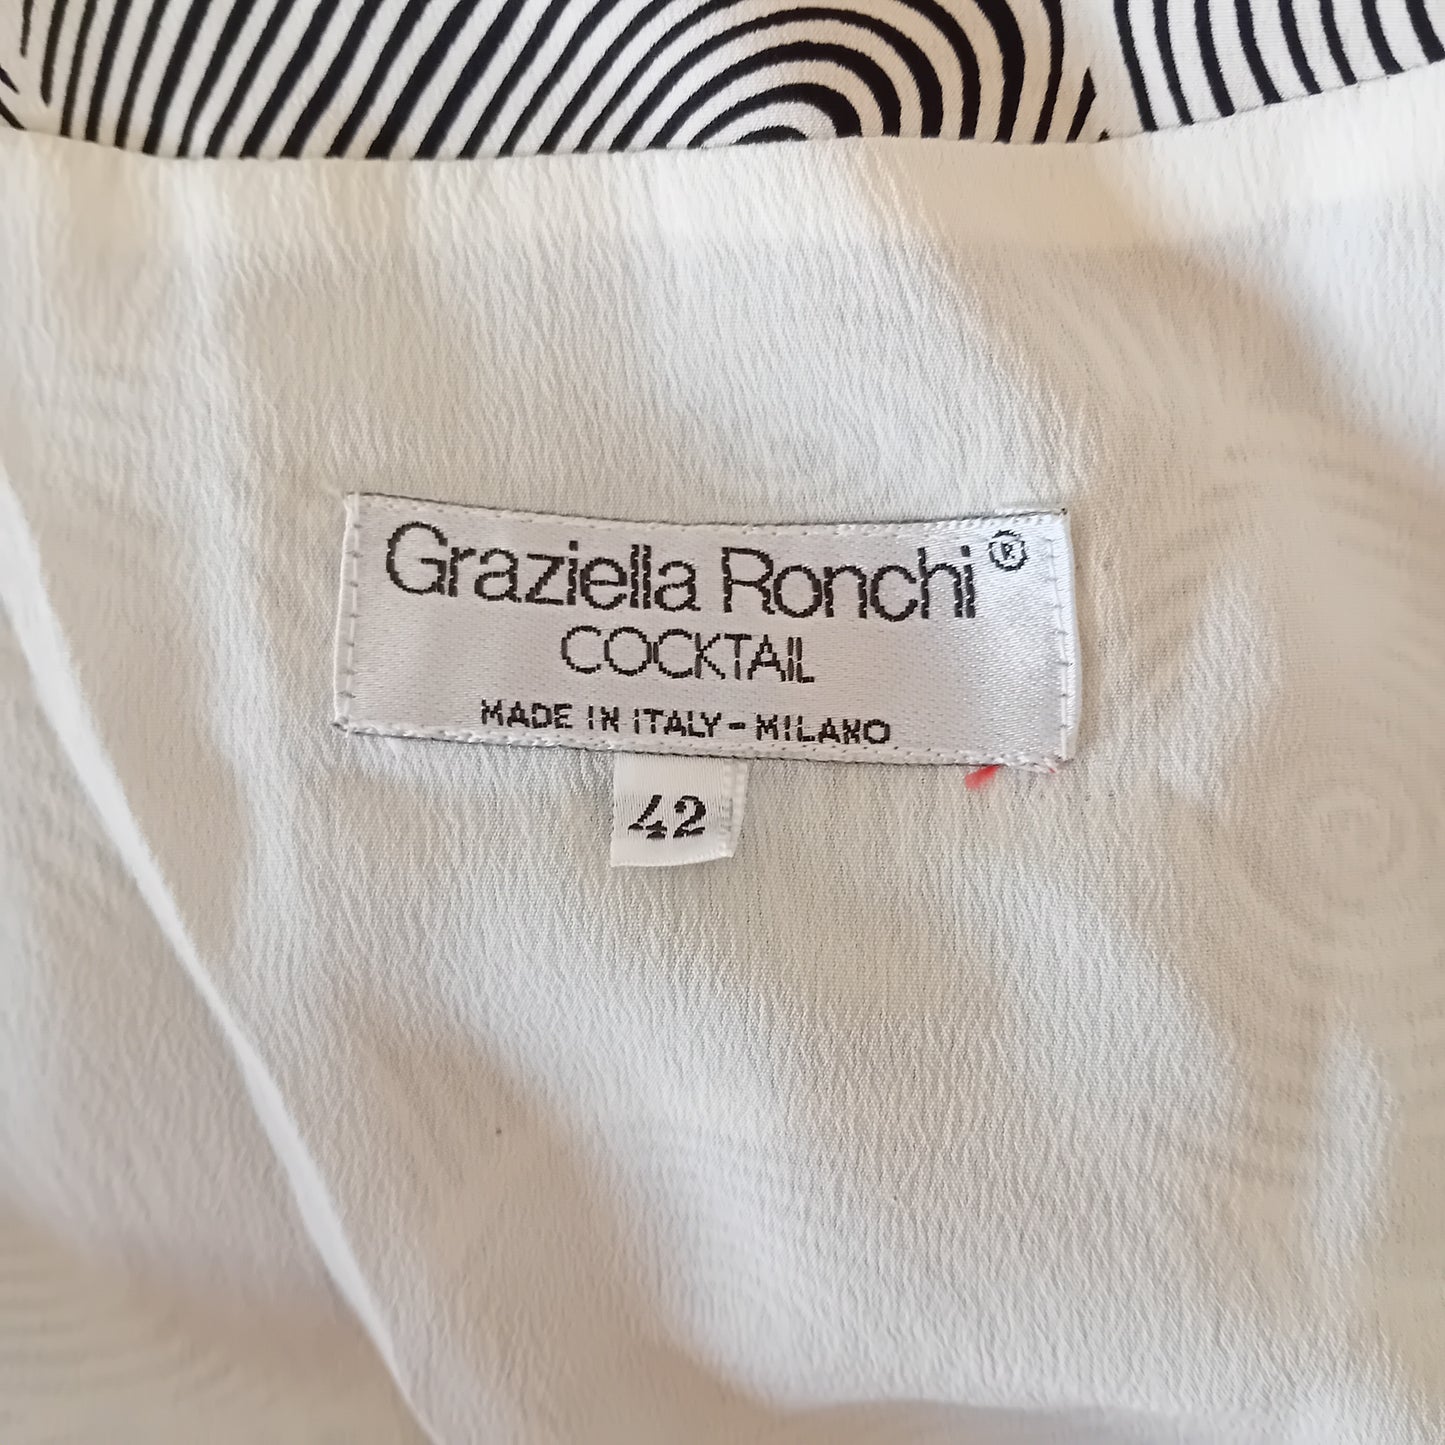 Graziella Ronchi®
COCKTAIL
MADE IN ITALY - MILANO
42